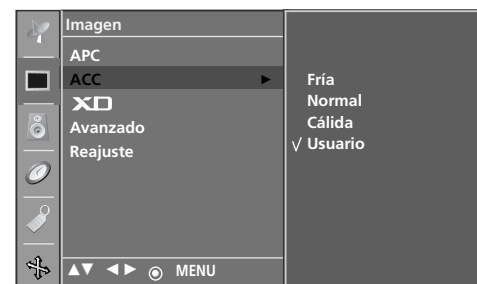 Imagen
APC
ACC ►
XD
Avanzado
Reajuste
Fría
Normal
Cálida
√ Usuario
▲▼ ◄► ◉ MENU